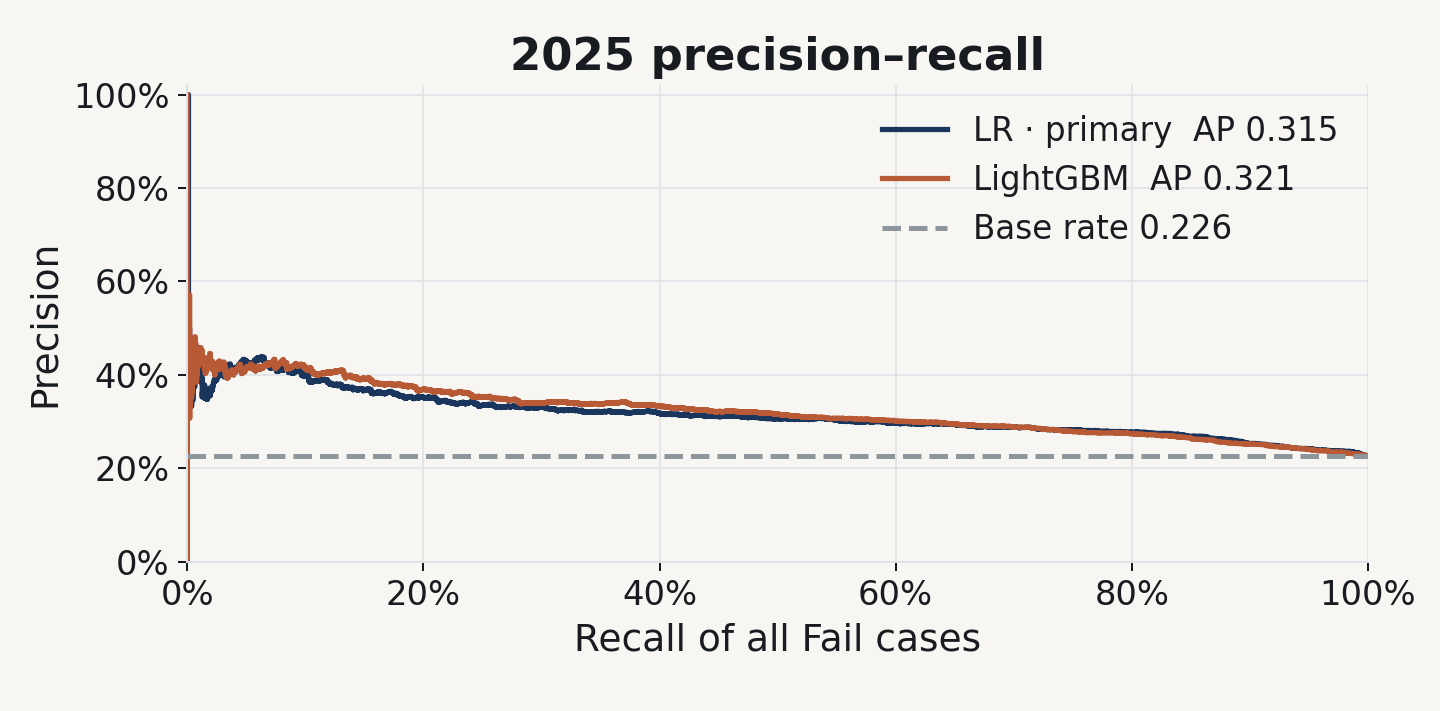 2025 precision–recall
100%
80%
60%
40%
20%
0%
Precision
LR · primary  AP 0.315
LightGBM  AP 0.321
Base rate 0.226
0%
20%
40%
60%
80%
100%
Recall of all Fail cases